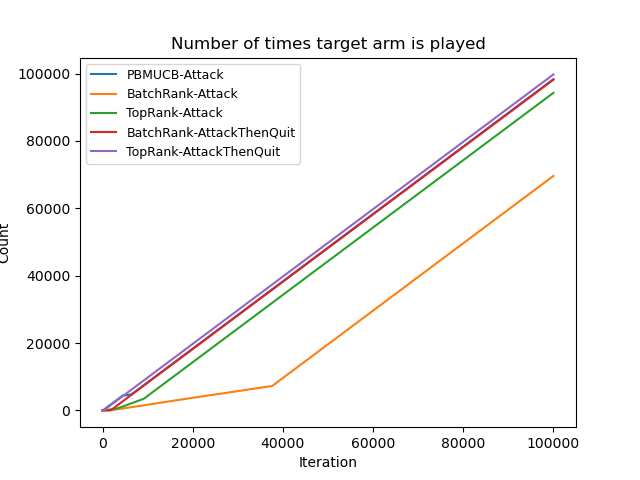 Number of times target arm is played
PBMUCB-Attack
BatchRank-Attack
TopRank-Attack
BatchRank-AttackThenQuit
TopRank-AttackThenQuit
Count
100000
80000
60000
40000
20000
0
0 20000 40000 60000 80000 100000
Iteration